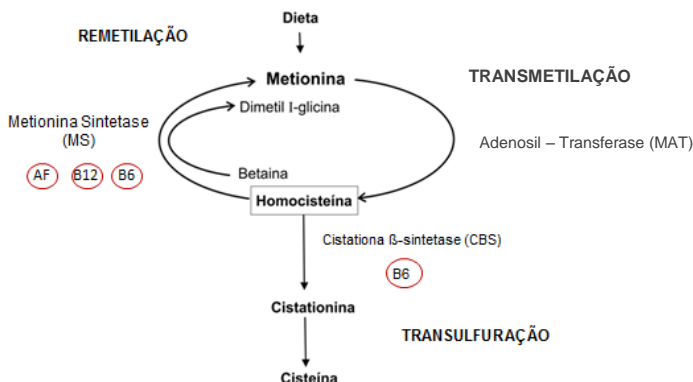 Dieta
REMETILAÇÃO
Metionina
TRANSMETILAÇÃO
Dimetil I-glicina
Metionina Sintetase
(MS)
Adenosil – Transferase (MAT)
AF B12 B6
Betaina
Homocisteína
Cistationa ß-sintetase (CBS)
B6
Cistationina
TRANSULFURAÇÃO
Cisteína